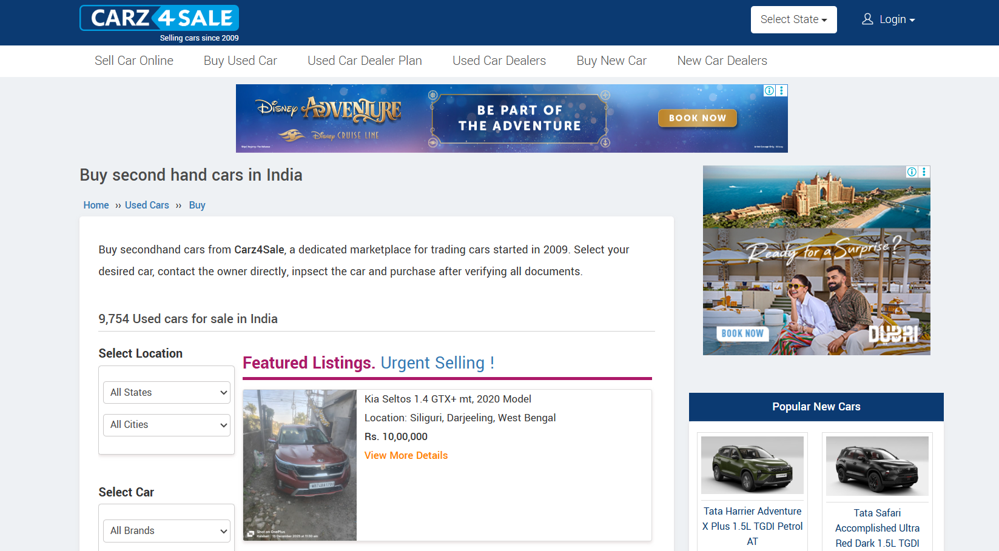 CARZ 4 SALE
Selling cars since 2009
Select State
Login
Sell Car Online
Buy Used Car
Used Car Dealer Plan
Used Car Dealers
Buy New Car
New Car Dealers
Disney ADVENTURE
Disney CRUISE LINE
BE PART OF
THE ADVENTURE
BOOK NOW
Buy second hand cars in India
Home ›› Used Cars ›› Buy
Buy secondhand cars from Carz4Sale, a dedicated marketplace for trading cars started in 2009. Select your
desired car, contact the owner directly, inpsect the car and purchase after verifying all documents.
9,754 Used cars for sale in India
Select Location
All States
All Cities
Select Car
All Brands
Featured Listings. Urgent Selling !
Kia Seltos 1.4 GTX+ mt, 2020 Model
Location: Siliguri, Darjeeling, West Bengal
Rs. 10,00,000
View More Details
Shot on OnePlus
Ready for a Surprise?
BOOK NOW
DUBAI
Popular New Cars
Tata Harrier Adventure
X Plus 1.5L TGDI Petrol
AT
Tata Safari
Accomplished Ultra
Red Dark 1.5L TGDI